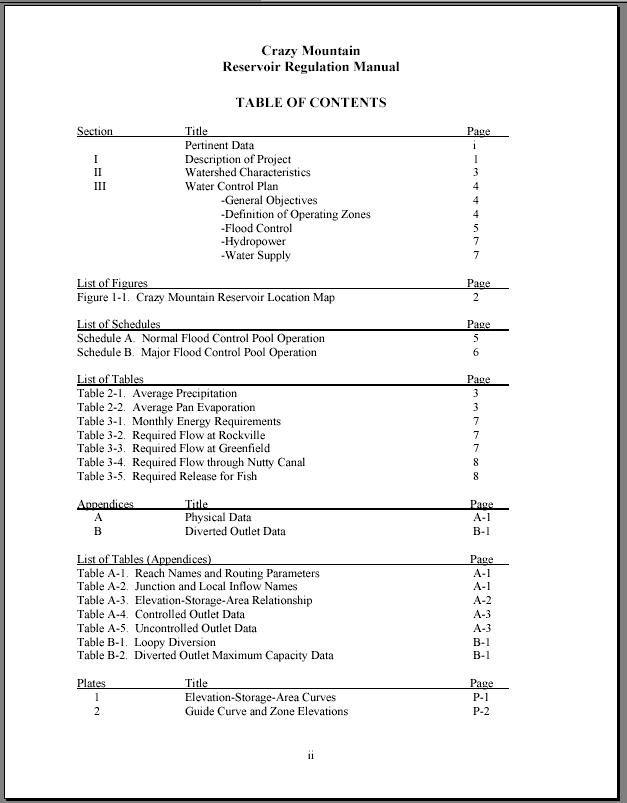 Crazy Mountain
Reservoir Regulation Manual
TABLE OF CONTENTS
Section Title Page
Pertinent Data i
I Description of Project 1
II Watershed Characteristics 3
III Water Control Plan 4
-General Objectives 4
-Definition of Operating Zones 4
-Flood Control 5
-Hydropower 7
-Water Supply 7
List of Figures Page
Figure 1-1. Crazy Mountain Reservoir Location Map 2
List of Schedules Page
Schedule A. Normal Flood Control Pool Operation 5
Schedule B. Major Flood Control Pool Operation 6
List of Tables Page
Table 2-1. Average Precipitation 3
Table 2-2. Average Pan Evaporation 3
Table 3-1. Monthly Energy Requirements 7
Table 3-2. Required Flow at Rockville 7
Table 3-3. Required Flow at Greenfield 7
Table 3-4. Required Flow through Nutty Canal 8
Table 3-5. Required Release for Fish 8
Appendices Title Page
A Physical Data A-1
B Diverted Outlet Data B-1
List of Tables (Appendices) Page
Table A-1. Reach Names and Routing Parameters A-1
Table A-2. Junction and Local Inflow Names A-1
Table A-3. Elevation-Storage-Area Relationship A-2
Table A-4. Controlled Outlet Data A-3
Table A-5. Uncontrolled Outlet Data A-3
Table B-1. Loopy Diversion B-1
Table B-2. Diverted Outlet Maximum Capacity Data B-1
Plates Title Page
1 Elevation-Storage-Area Curves P-1
2 Guide Curve and Zone Elevations P-2
ii